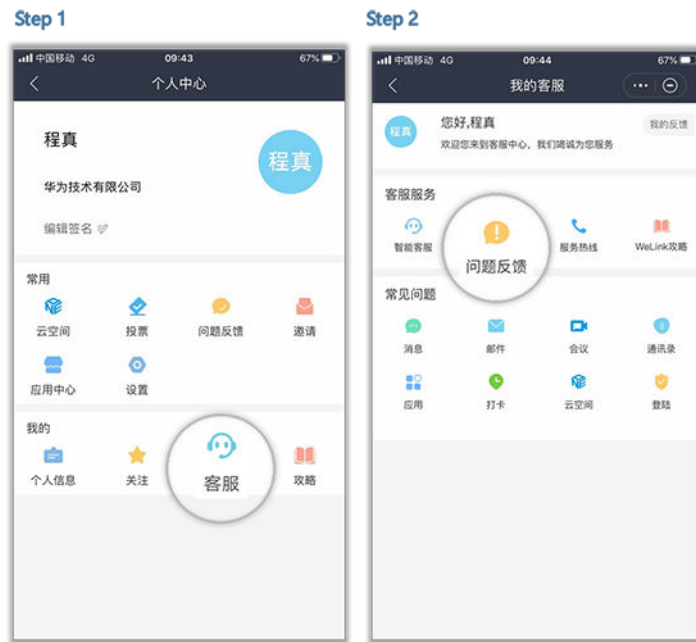 Step 1
Step 2
中国移动 4G 09:43 67%
个人中心
程真
程真
华为技术有限公司
编辑签名
常用
云空间 投票 问题反馈 邀请
应用中心 设置
我的
个人信息 关注 客服 攻略
中国移动 4G 09:44 67%
我的客服
程真
您好,程真
我的反馈
欢迎您来到客服中心，我们竭诚为您服务
客服服务
智能客服 问题反馈 服务热线 WeLink攻略
常见问题
消息 邮件 会议 通讯录
应用 打卡 云空间 登陆